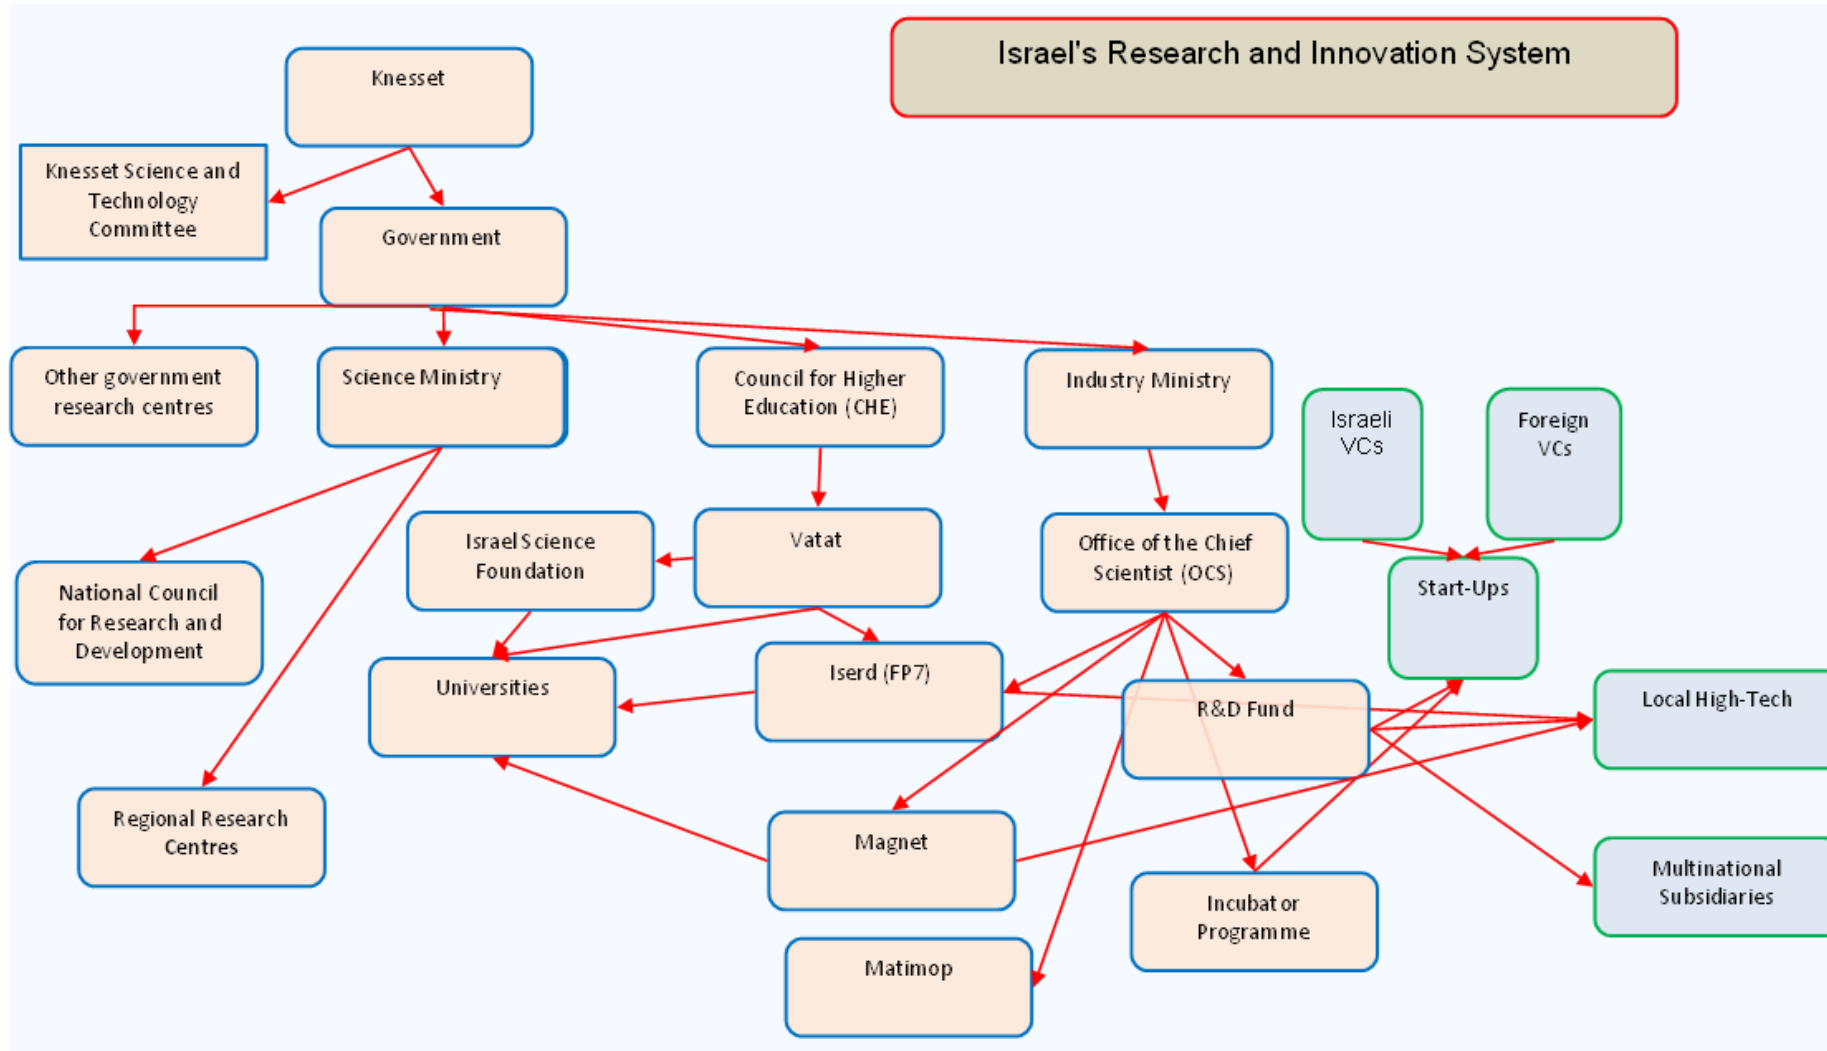 Israel's Research and Innovation System
Knesset
Knesset Science and
Technology
Committee
Government
Other government
research centres
Science Ministry
Council for Higher
Education (CHE)
Industry Ministry
Israeli
VCs
Foreign
VCs
Israel Science
Foundation
Vatat
Office of the Chief
Scientist (OCS)
Start-Ups
National Council
for Research and
Development
Universities
Iserd (FP7)
R&D Fund
Local High-Tech
Regional Research
Centres
Magnet
Incubator
Programme
Multinational
Subsidiaries
Matimop